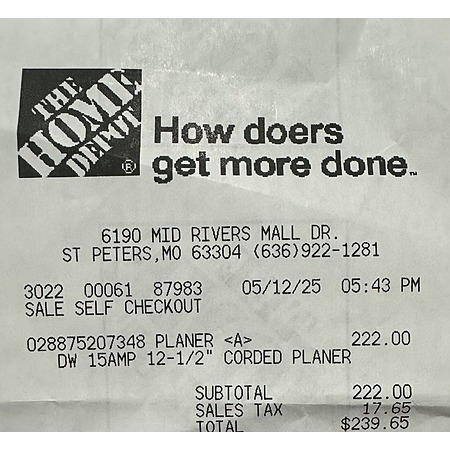 THE
HOME
DEPOT
®
How doers
get more done.™
6190 MID RIVERS MALL DR.
ST PETERS,MO 63304 (636)922-1281
3022 00061 87983 05/12/25 05:43 PM
SALE SELF CHECKOUT
028875207348 PLANER <A> 222.00
DW 15AMP 12-1/2" CORDED PLANER
SUBTOTAL 222.00
SALES TAX 17.65
TOTAL $239.65